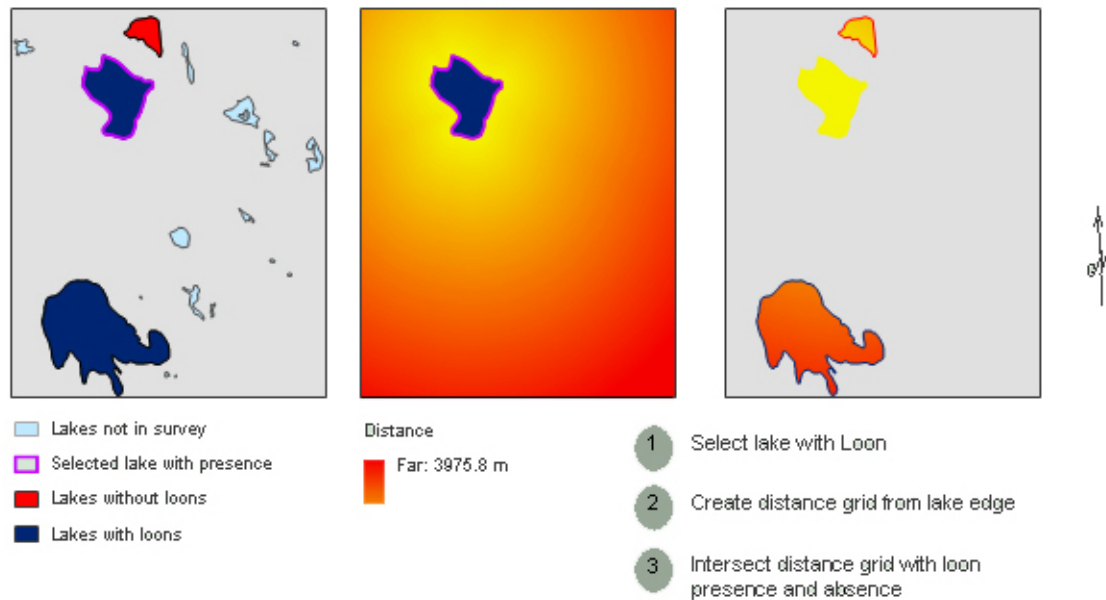 Lakes not in survey
Selected lake with presence
Lakes without loons
Lakes with loons
Distance
Far: 3975.8 m
1 Select lake with Loon
2 Create distance grid from lake edge
3 Intersect distance grid with loon
presence and absence